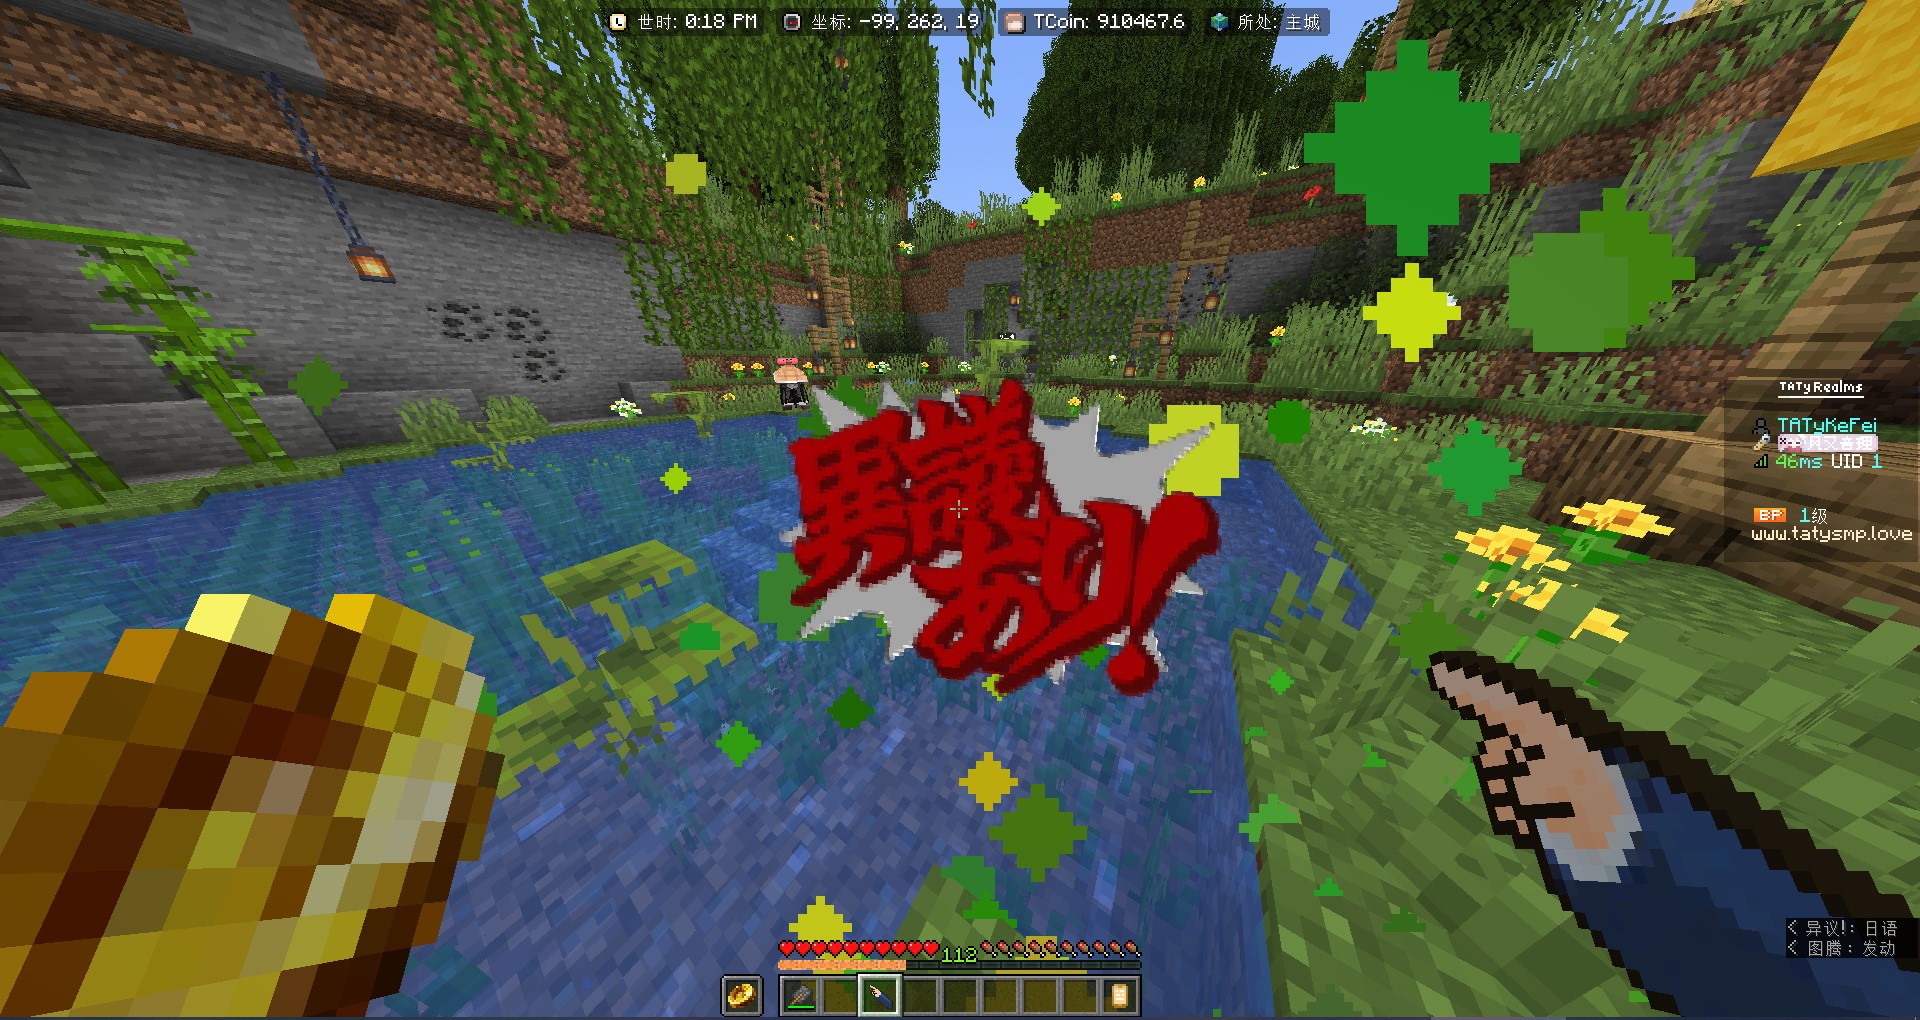 世时: 0:18 PM
坐标: -99, 262, 19
TCoin: 910467.6
所处: 主城
異議
あり!
TATyRealms
TATyKeFei
46ms UID 1
BP 1级
www.tatysmp.love
112
< 异议!: 日语
< 图腾: 发动